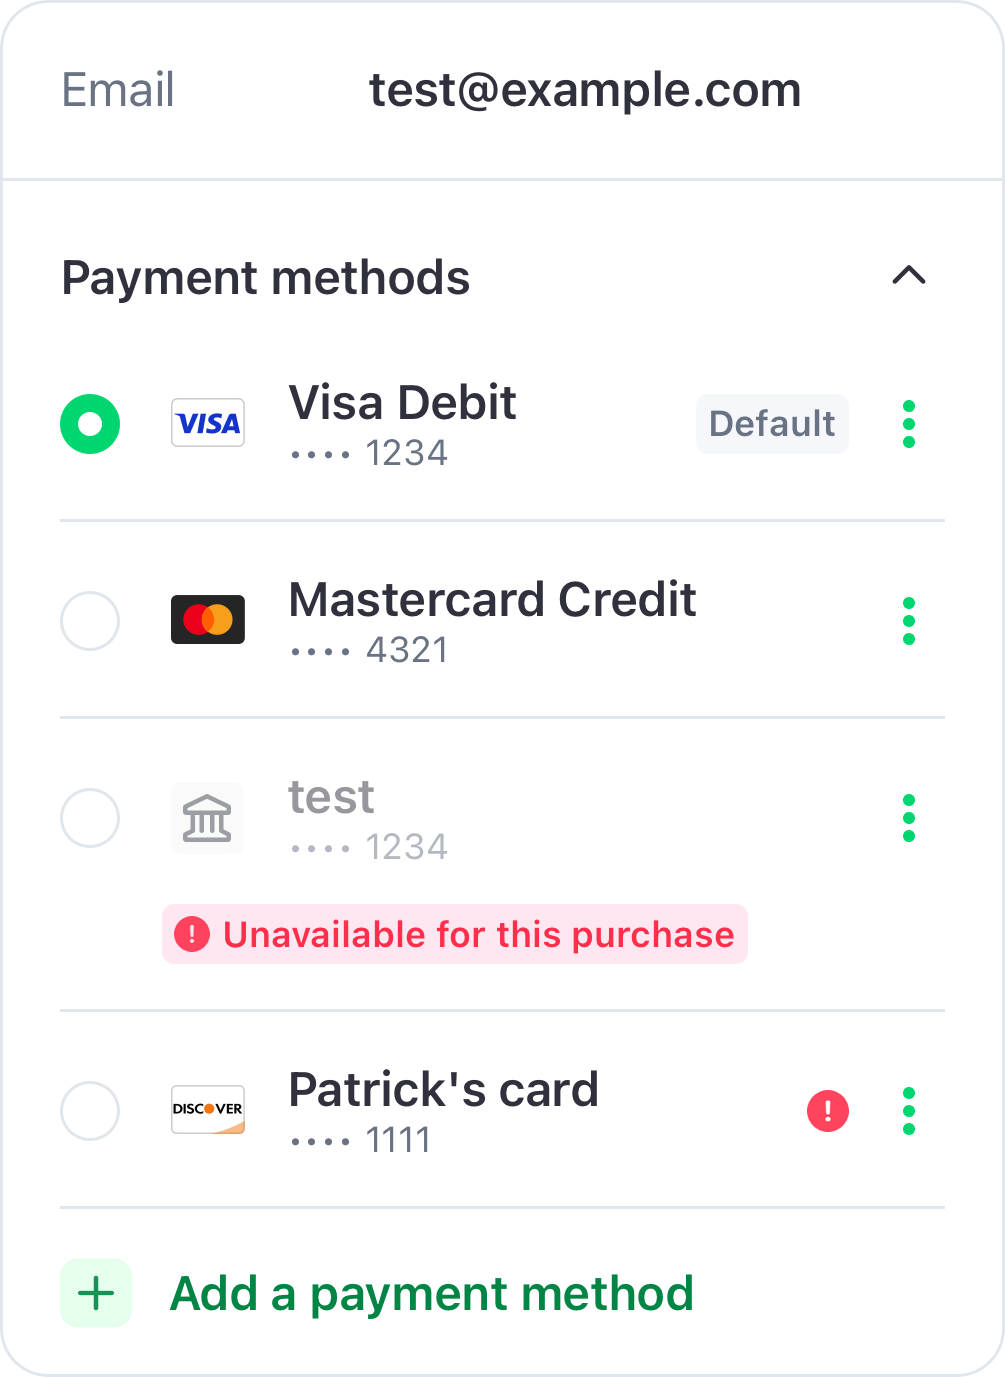 Email test@example.com
Payment methods
VISA Visa Debit Default
•••• 1234
Mastercard Credit
•••• 4321
test
•••• 1234
! Unavailable for this purchase
DISCOVER Patrick's card !
•••• 1111
+ Add a payment method